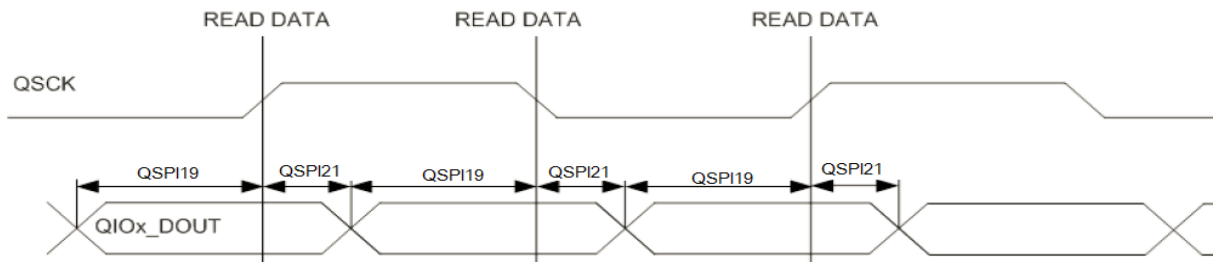 READ DATA READ DATA READ DATA
QSCK
QSPI19 QSPI21 QSPI19 QSPI21 QSPI19 QSPI21
QIOx_DOUT